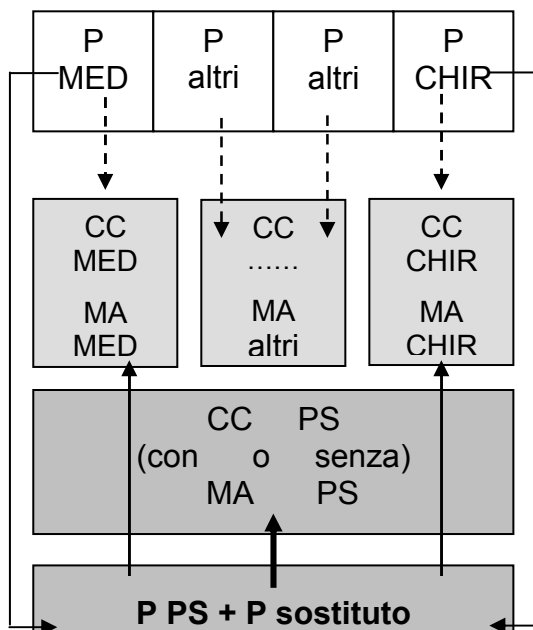 P
MED
P
altri
P
altri
P
CHIR
CC
MED
MA
MED
CC
……
MA
altri
CC
CHIR
MA
CHIR
CC PS
(con o senza)
MA PS
P PS + P sostituto